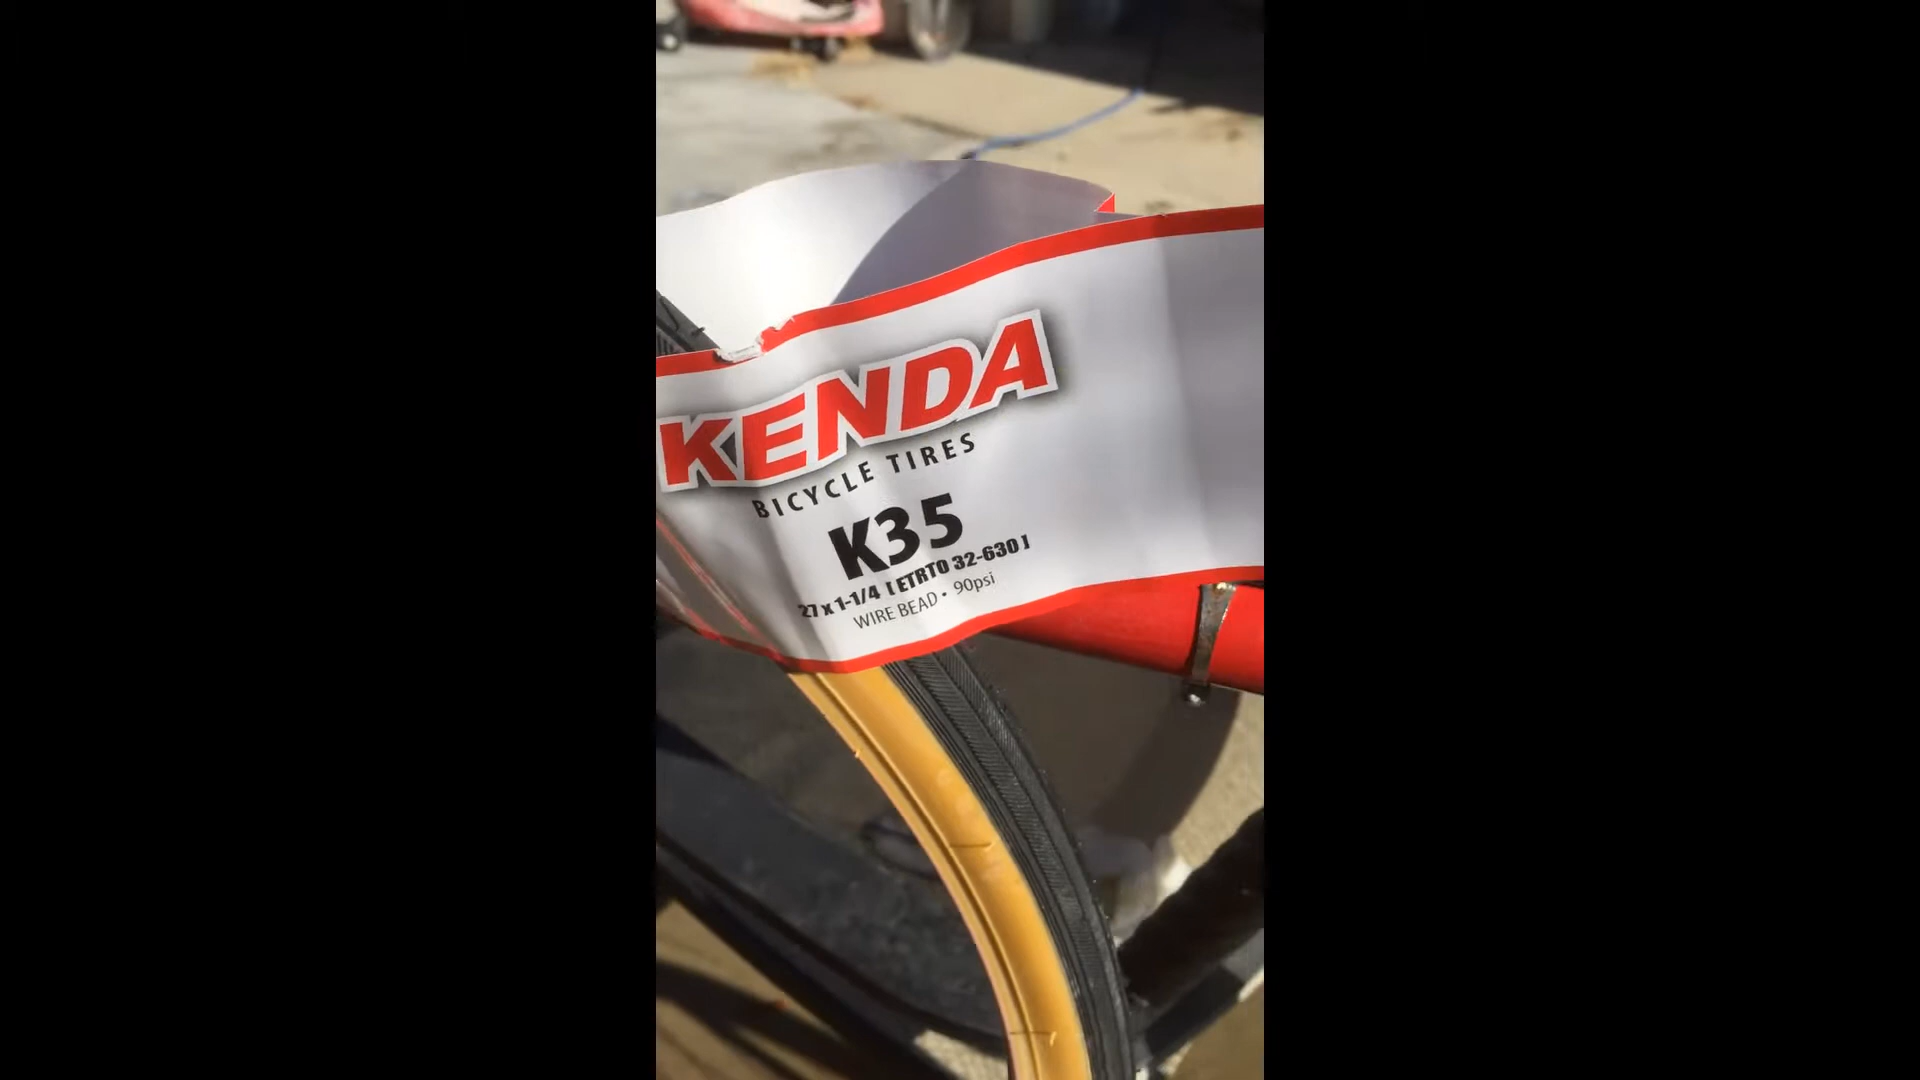 KENDA
BICYCLE TIRES
K35
27 x 1-1/4 [ETRTO 32-630]
WIRE BEAD • 90psi